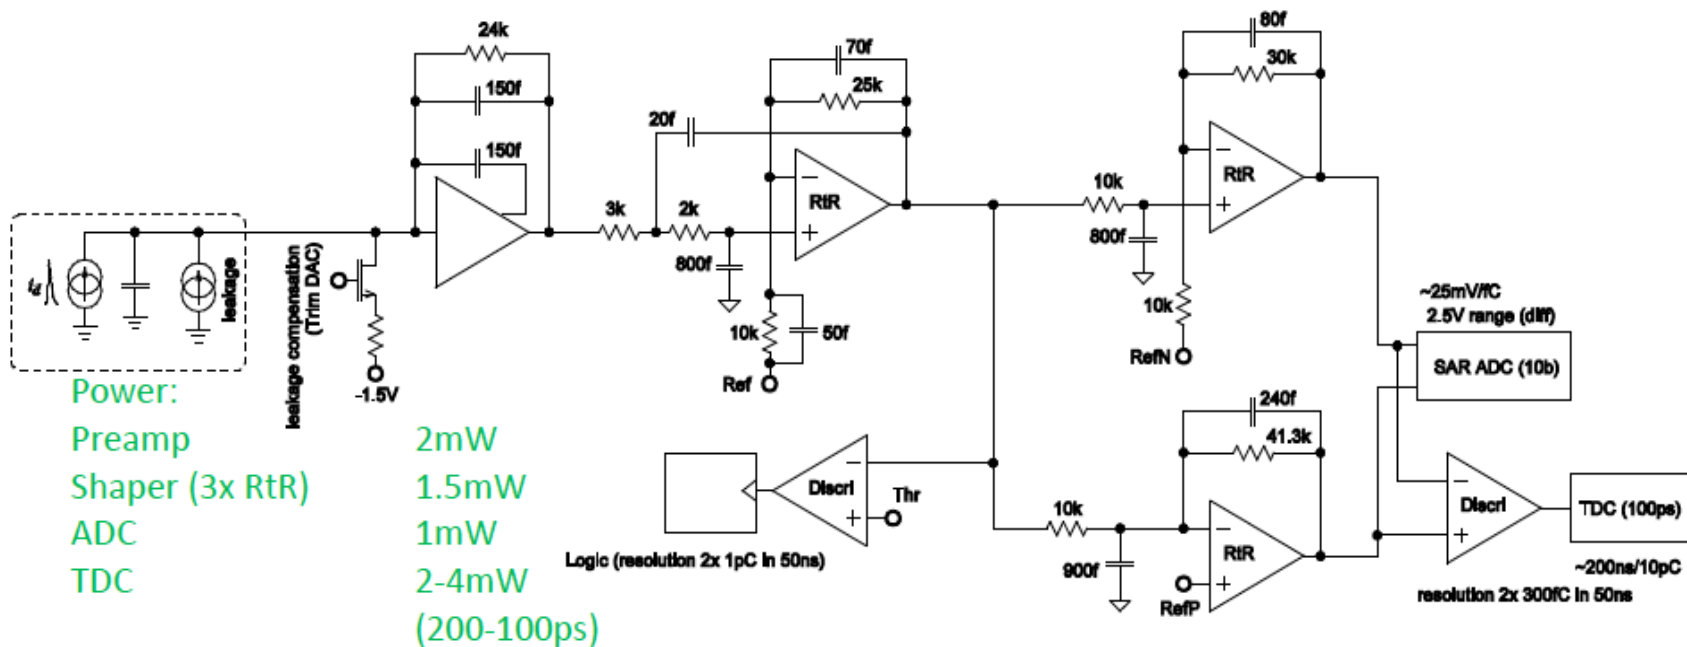 24k
150f
150f
70f
25k
20f
80f
30k
RtR
RtR
3k
2k
10k
800f
800f
i_d
leakage
leakage compensation
(Trim DAC)
-1.5V
10k
50f
Ref
10k
RefN
~25mV/fC
2.5V range (diff)
SAR ADC (10b)
Power:
Preamp 2mW
Shaper (3x RtR) 1.5mW
ADC 1mW
TDC 2-4mW
(200-100ps)
Discri
Thr
Logic (resolution 2x 1pC in 50ns)
240f
41.3k
10k
900f
RtR
RefP
Discri
TDC (100ps)
~200ns/10pC
resolution 2x 300fC in 50ns